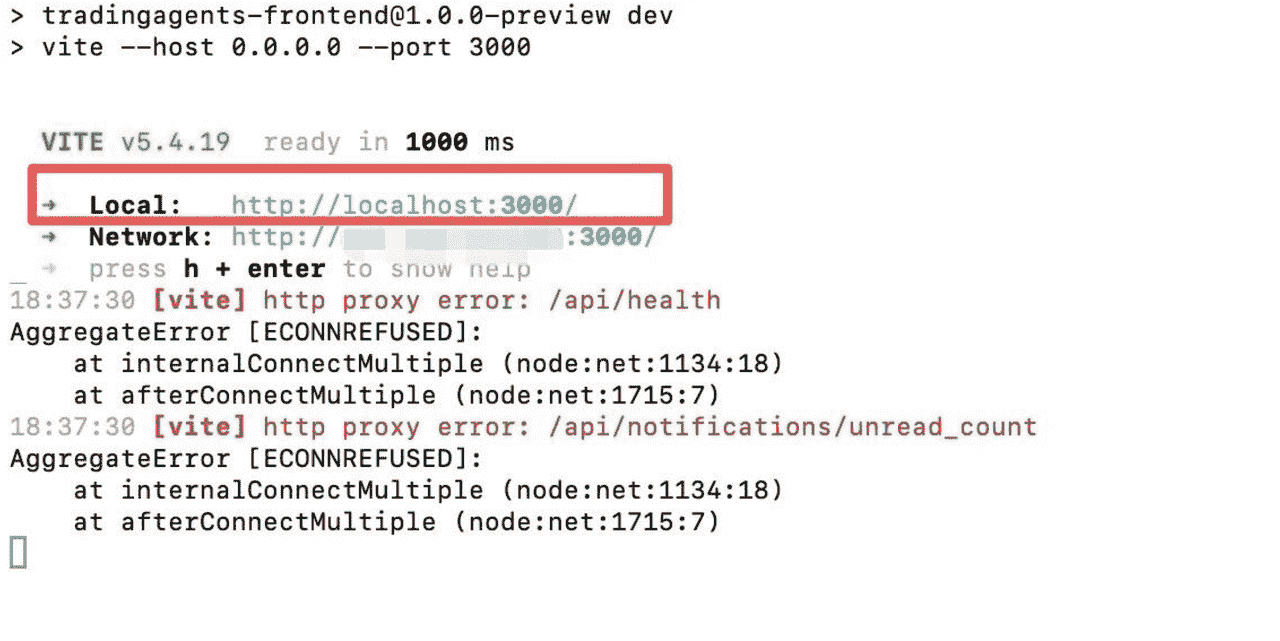 > tradingagents-frontend@1.0.0-preview dev
> vite --host 0.0.0.0 --port 3000
VITE v5.4.19 ready in 1000 ms
➜ Local: http://localhost:3000/
➜ Network: http:// :3000/
➜ press h + enter to show help
18:37:30 [vite] http proxy error: /api/health
AggregateError [ECONNREFUSED]:
at internalConnectMultiple (node:net:1134:18)
at afterConnectMultiple (node:net:1715:7)
18:37:30 [vite] http proxy error: /api/notifications/unread_count
AggregateError [ECONNREFUSED]:
at internalConnectMultiple (node:net:1134:18)
at afterConnectMultiple (node:net:1715:7)